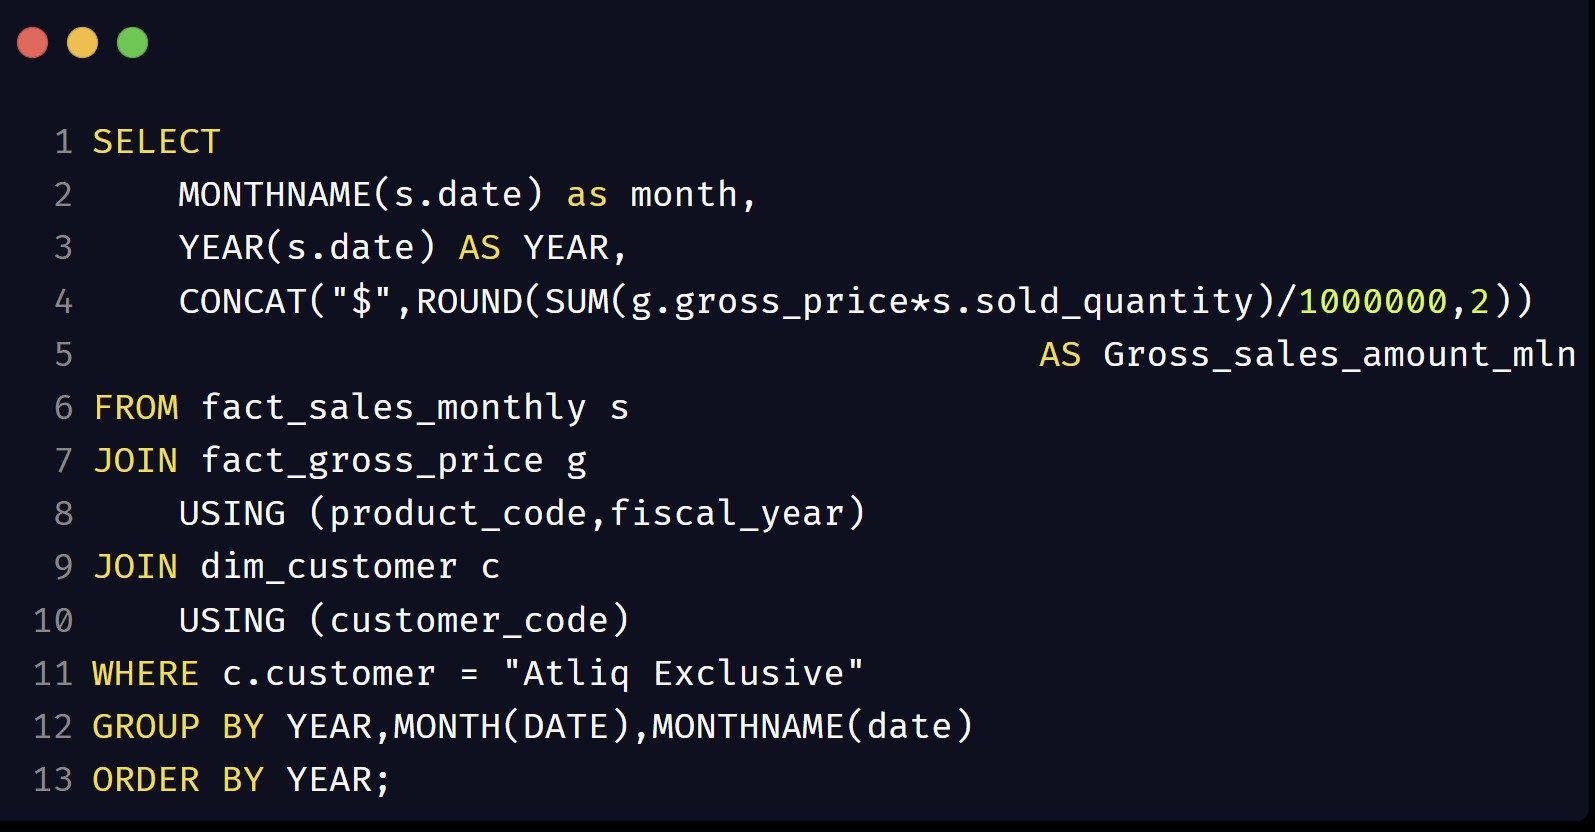 1 SELECT
2     MONTHNAME(s.date) as month,
3     YEAR(s.date) AS YEAR,
4     CONCAT("$",ROUND(SUM(g.gross_price*s.sold_quantity)/1000000,2))
5                                             AS Gross_sales_amount_mln
6 FROM fact_sales_monthly s
7 JOIN fact_gross_price g
8     USING (product_code,fiscal_year)
9 JOIN dim_customer c
10     USING (customer_code)
11 WHERE c.customer = "Atliq Exclusive"
12 GROUP BY YEAR,MONTH(DATE),MONTHNAME(date)
13 ORDER BY YEAR;